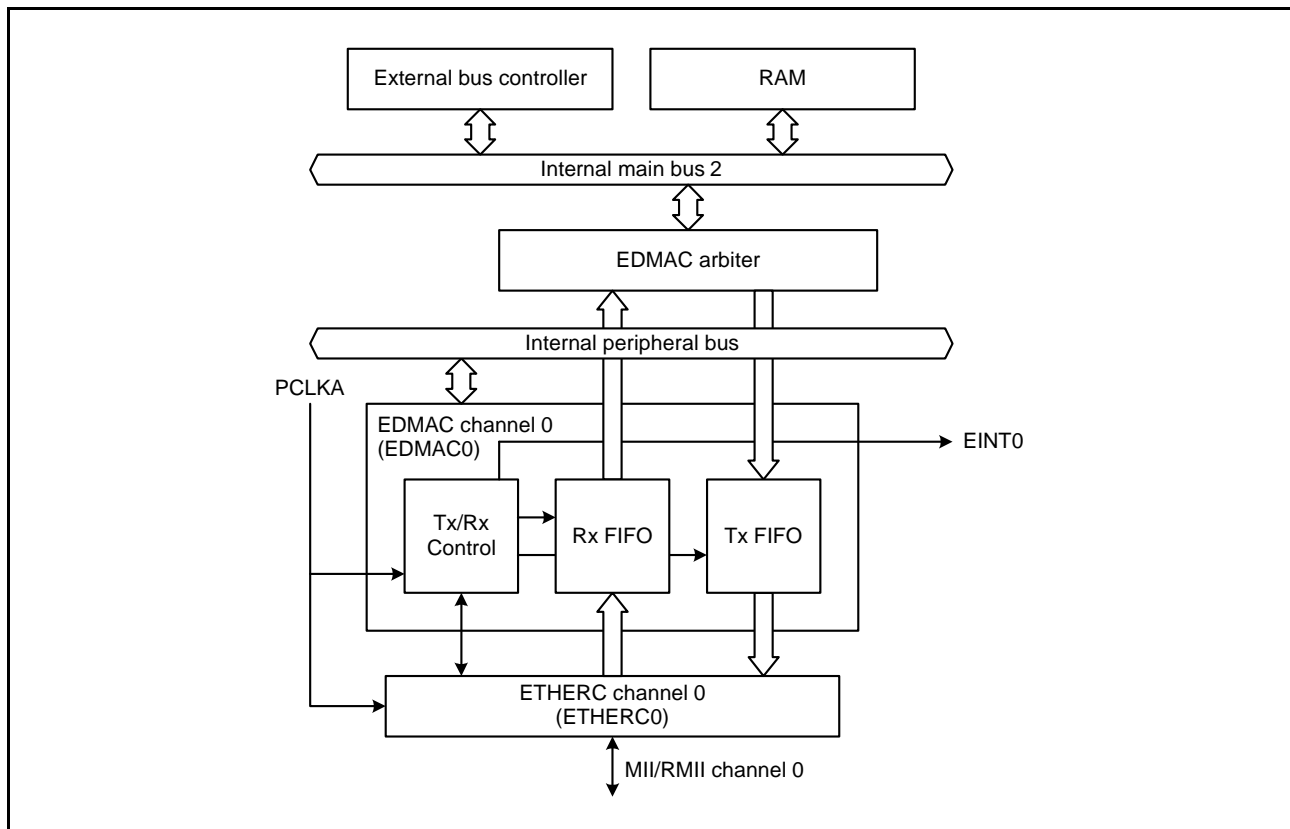 External bus controller
RAM
Internal main bus 2
EDMAC arbiter
Internal peripheral bus
PCLKA
EDMAC channel 0
(EDMAC0)
EINT0
Tx/Rx
Control
Rx FIFO
Tx FIFO
ETHERC channel 0
(ETHERC0)
MII/RMII channel 0